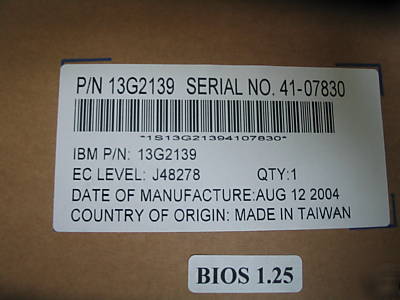 P/N 13G2139 SERIAL NO. 41-07830
*1S13G21394107830*
IBM P/N: 13G2139
EC LEVEL: J48278 QTY:1
DATE OF MANUFACTURE:AUG 12 2004
COUNTRY OF ORIGIN: MADE IN TAIWAN
BIOS 1.25